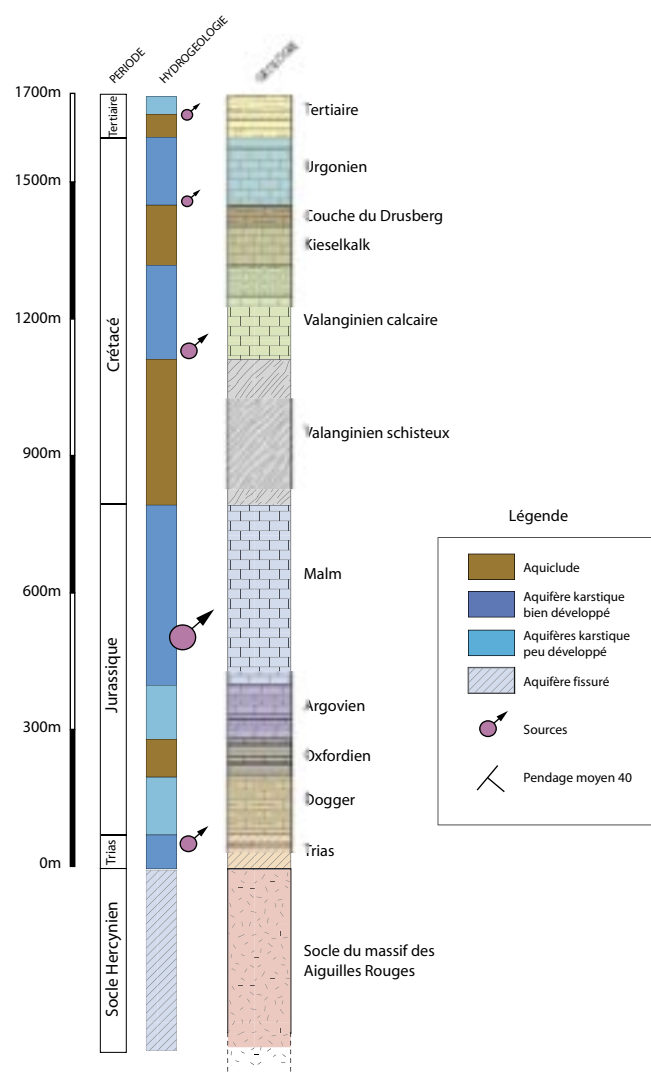 PERIODE
HYDROGEOLOGIE
GEOLOGIE
1700m
1500m
1200m
900m
600m
300m
0m
Tertiaire
Crétacé
Jurassique
Trias
Socle Hercynien
Tertiaire
Urgonien
Couche du Drusberg
Kieselkalk
Valanginien calcaire
Valanginien schisteux
Malm
Argovien
Oxfordien
Dogger
Trias
Socle du massif des
Aiguilles Rouges
Légende
Aquiclude
Aquifère karstique
bien développé
Aquifères karstique
peu développé
Aquifère fissuré
Sources
Pendage moyen 40